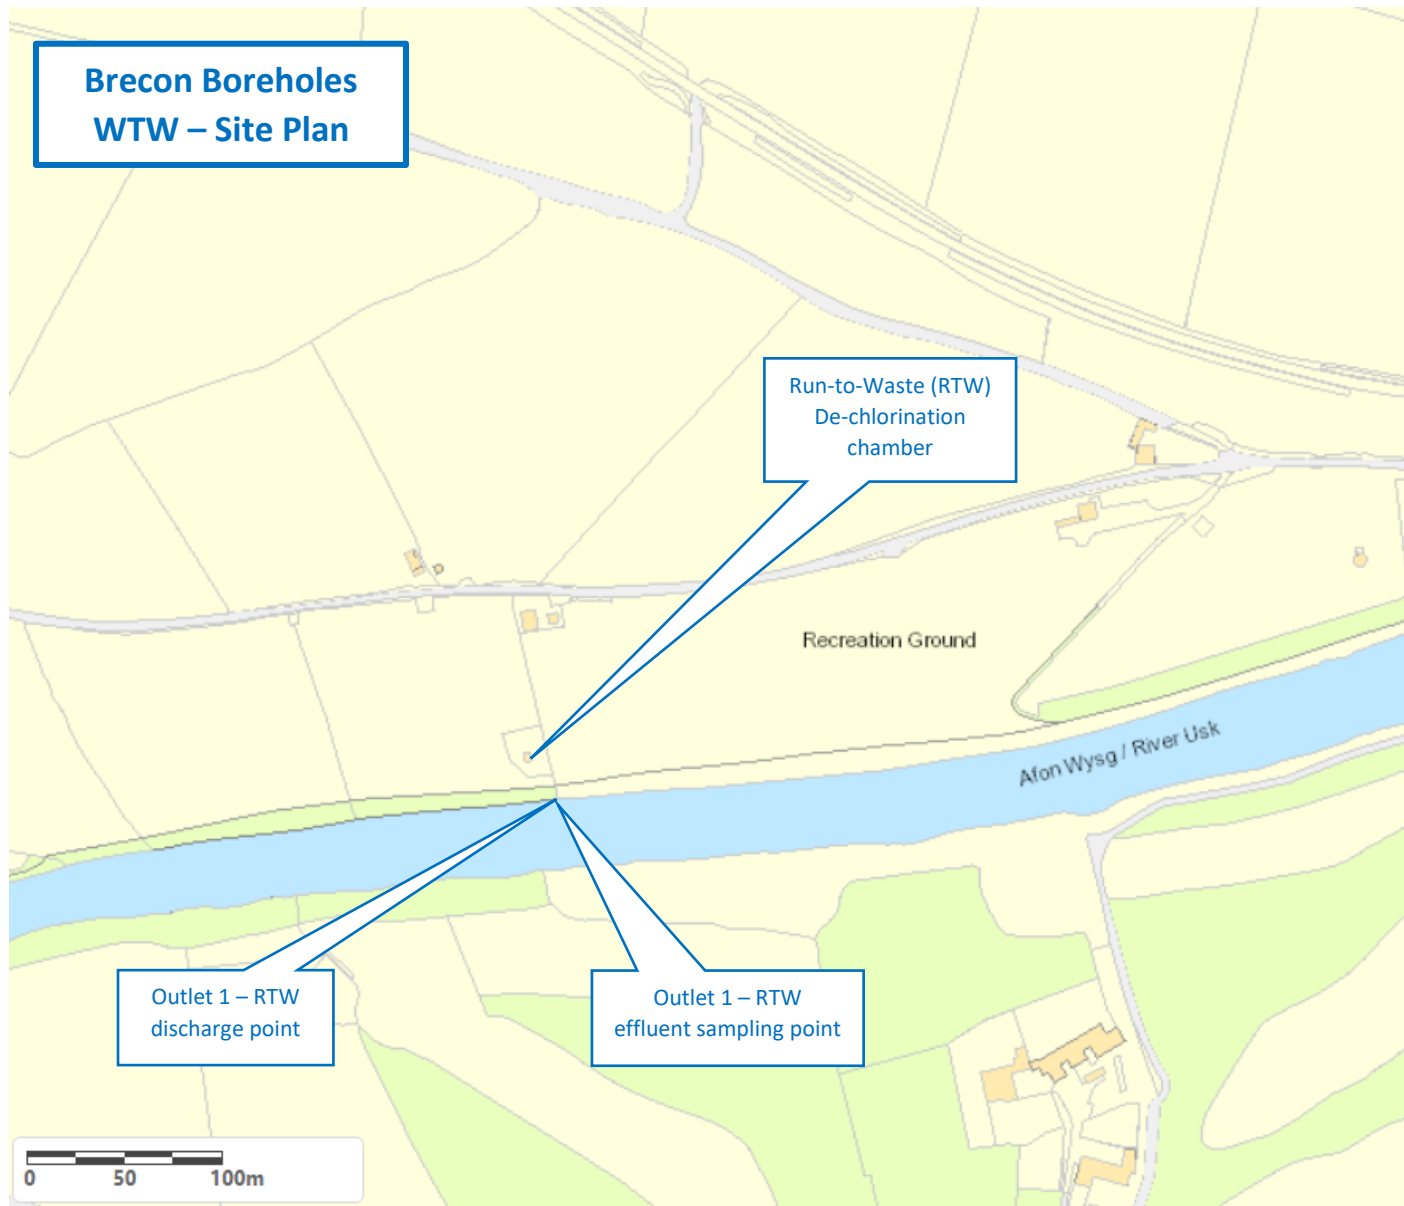 Brecon Boreholes
WTW – Site Plan
Run-to-Waste (RTW)
De-chlorination
chamber
Recreation Ground
Afon Wysg / River Usk
Outlet 1 – RTW
discharge point
Outlet 1 – RTW
effluent sampling point
0 50 100m